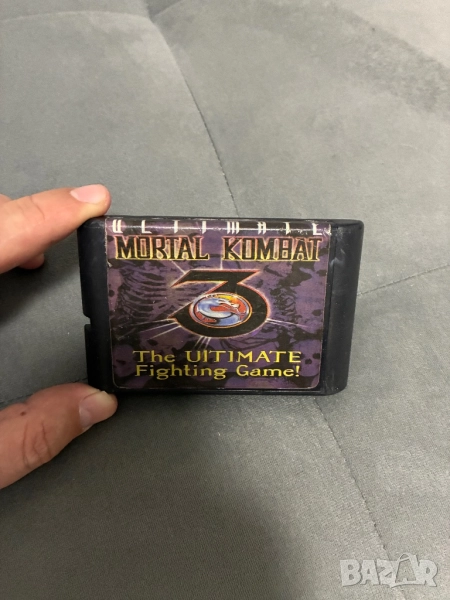 ULTIMATE
MORTAL KOMBAT
3
The ULTIMATE
Fighting Game!
BAZAR